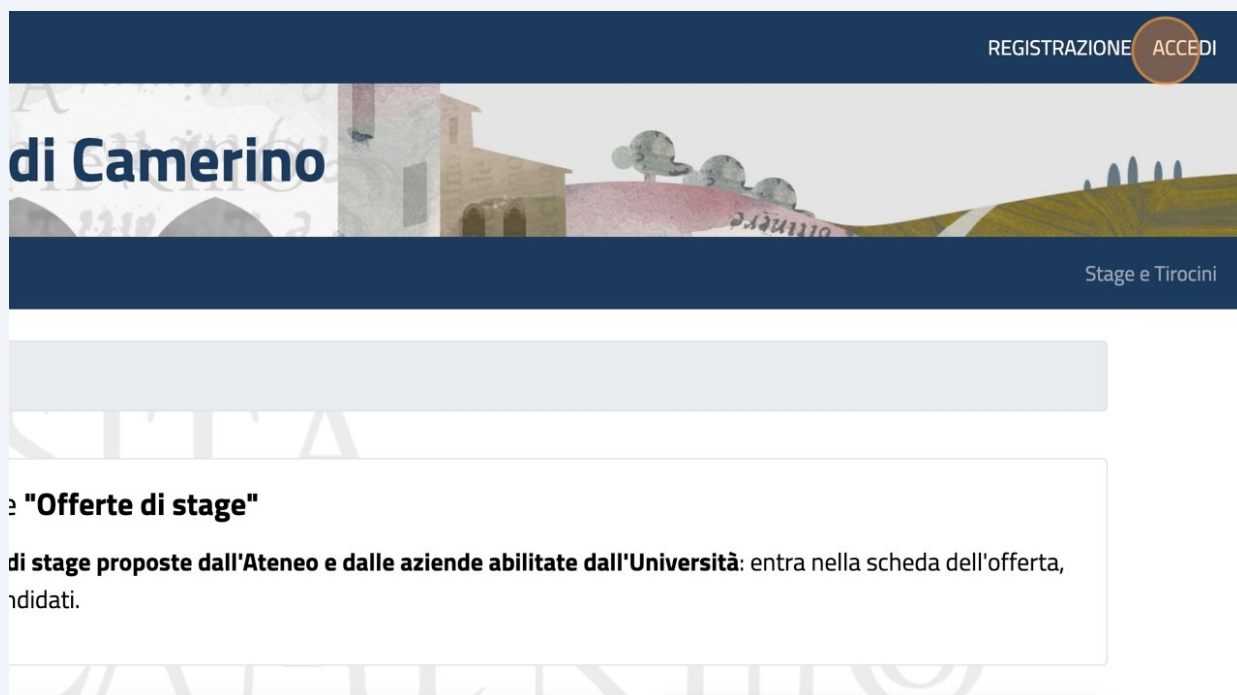 REGISTRAZIONE ACCEDI
di Camerino
Stage e Tirocini
e "Offerte di stage"
di stage proposte dall'Ateneo e dalle aziende abilitate dall'Università: entra nella scheda dell'offerta,
ndidati.